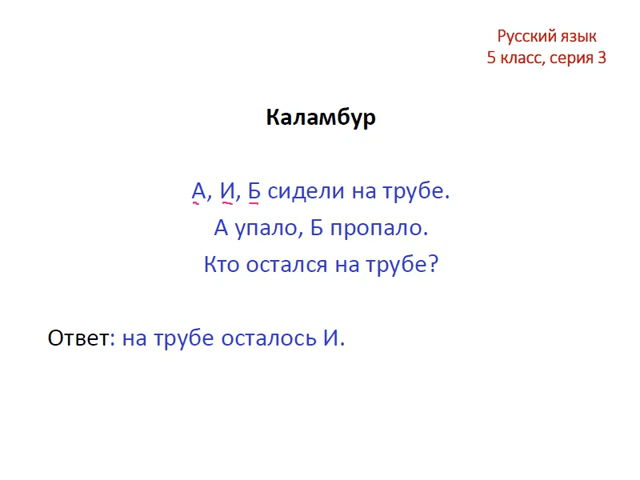 Русский язык
5 класс, серия 3
Каламбур
А, И, Б сидели на трубе.
А упало, Б пропало.
Кто остался на трубе?
Ответ: на трубе осталось И.